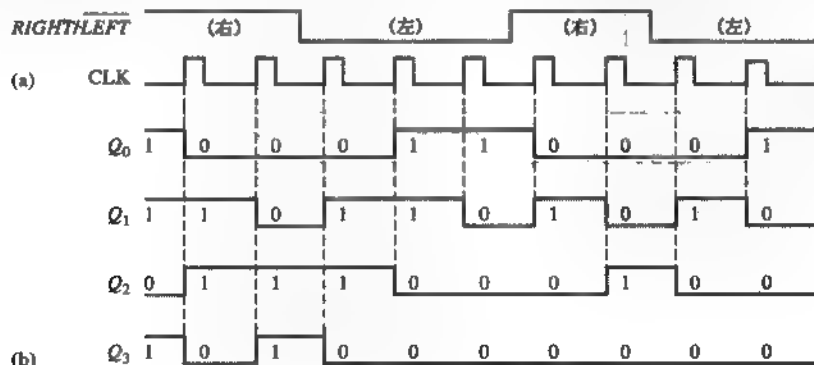 RIGHT/LEFT (右) (左) (右) 1 (左)
(a) CLK
Q0 1 0 0 0 1 1 0 0 0 1
Q1 1 1 0 1 1 0 1 0 1 0
Q2 0 1 1 1 0 0 0 1 0 0
(b) Q3 1 0 1 0 0 0 0 0 0 0